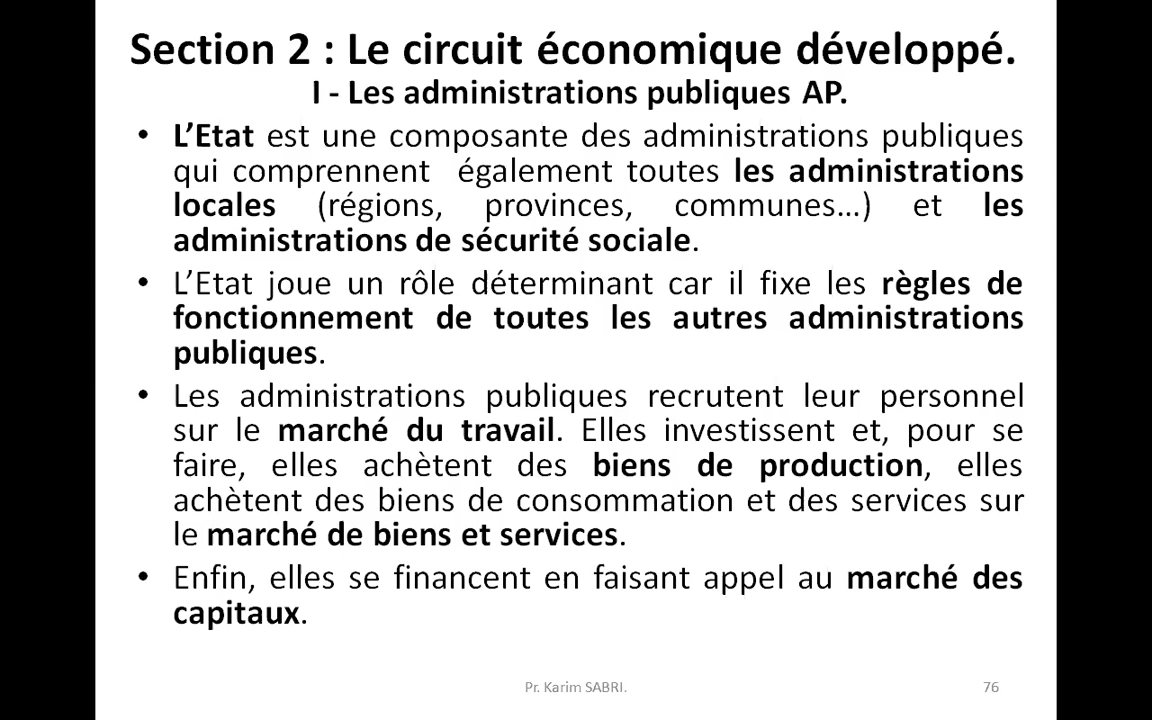 Section 2 : Le circuit économique développé.
I - Les administrations publiques AP.
• L'Etat est une composante des administrations publiques
qui comprennent également toutes les administrations
locales (régions, provinces, communes…) et les
administrations de sécurité sociale.
• L'Etat joue un rôle déterminant car il fixe les règles de
fonctionnement de toutes les autres administrations
publiques.
• Les administrations publiques recrutent leur personnel
sur le marché du travail. Elles investissent et, pour se
faire, elles achètent des biens de production, elles
achètent des biens de consommation et des services sur
le marché de biens et services.
• Enfin, elles se financent en faisant appel au marché des
capitaux.
Pr. Karim SABRI.
76